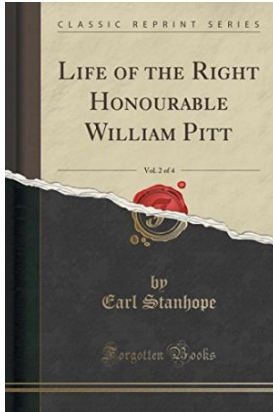 CLASSIC REPRINT SERIES
LIFE OF THE RIGHT
HONOURABLE
WILLIAM PITT
Vol. 2 of 4
by
Earl Stanhope
Forgotten Books